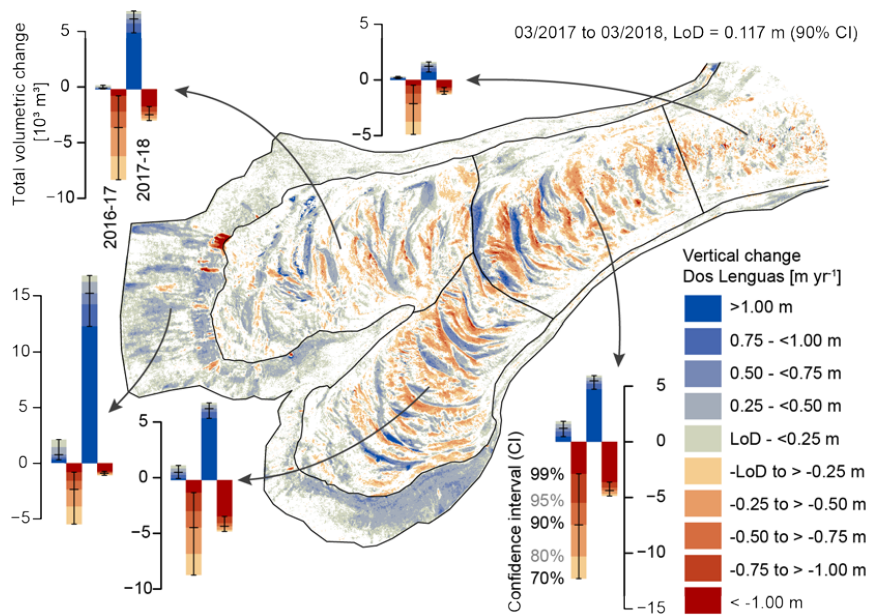 03/2017 to 03/2018, LoD = 0.117 m (90% CI)
Total volumetric change
[10³ m³]
5
0
−5
−10
2016-17
2017-18
5
0
−5
15
10
5
0
−5
5
0
−5
−10
Confidence interval (CI)
99%
95%
90%
80%
70%
5
0
−5
−10
−15
Vertical change
Dos Lenguas [m yr⁻¹]
>1.00 m
0.75 - <1.00 m
0.50 - <0.75 m
0.25 - <0.50 m
LoD - <0.25 m
-LoD to > -0.25 m
-0.25 to > -0.50 m
-0.50 to > -0.75 m
-0.75 to > -1.00 m
< -1.00 m